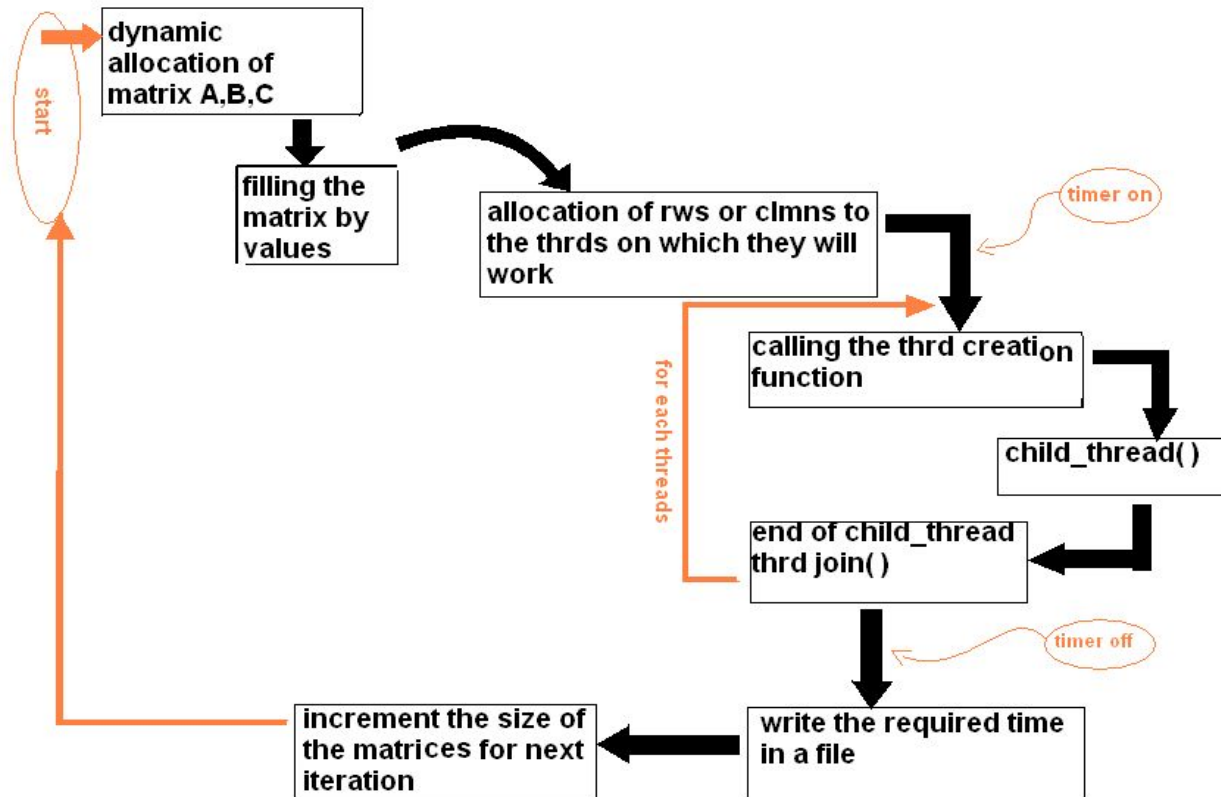 start
dynamic
allocation of
matrix A,B,C
filling the
matrix by
values
allocation of rws or clmns to
the thrds on which they will
work
timer on
calling the thrd creation
function
for each threads
child_thread( )
end of child_thread
thrd join( )
timer off
write the required time
in a file
increment the size of
the matrices for next
iteration